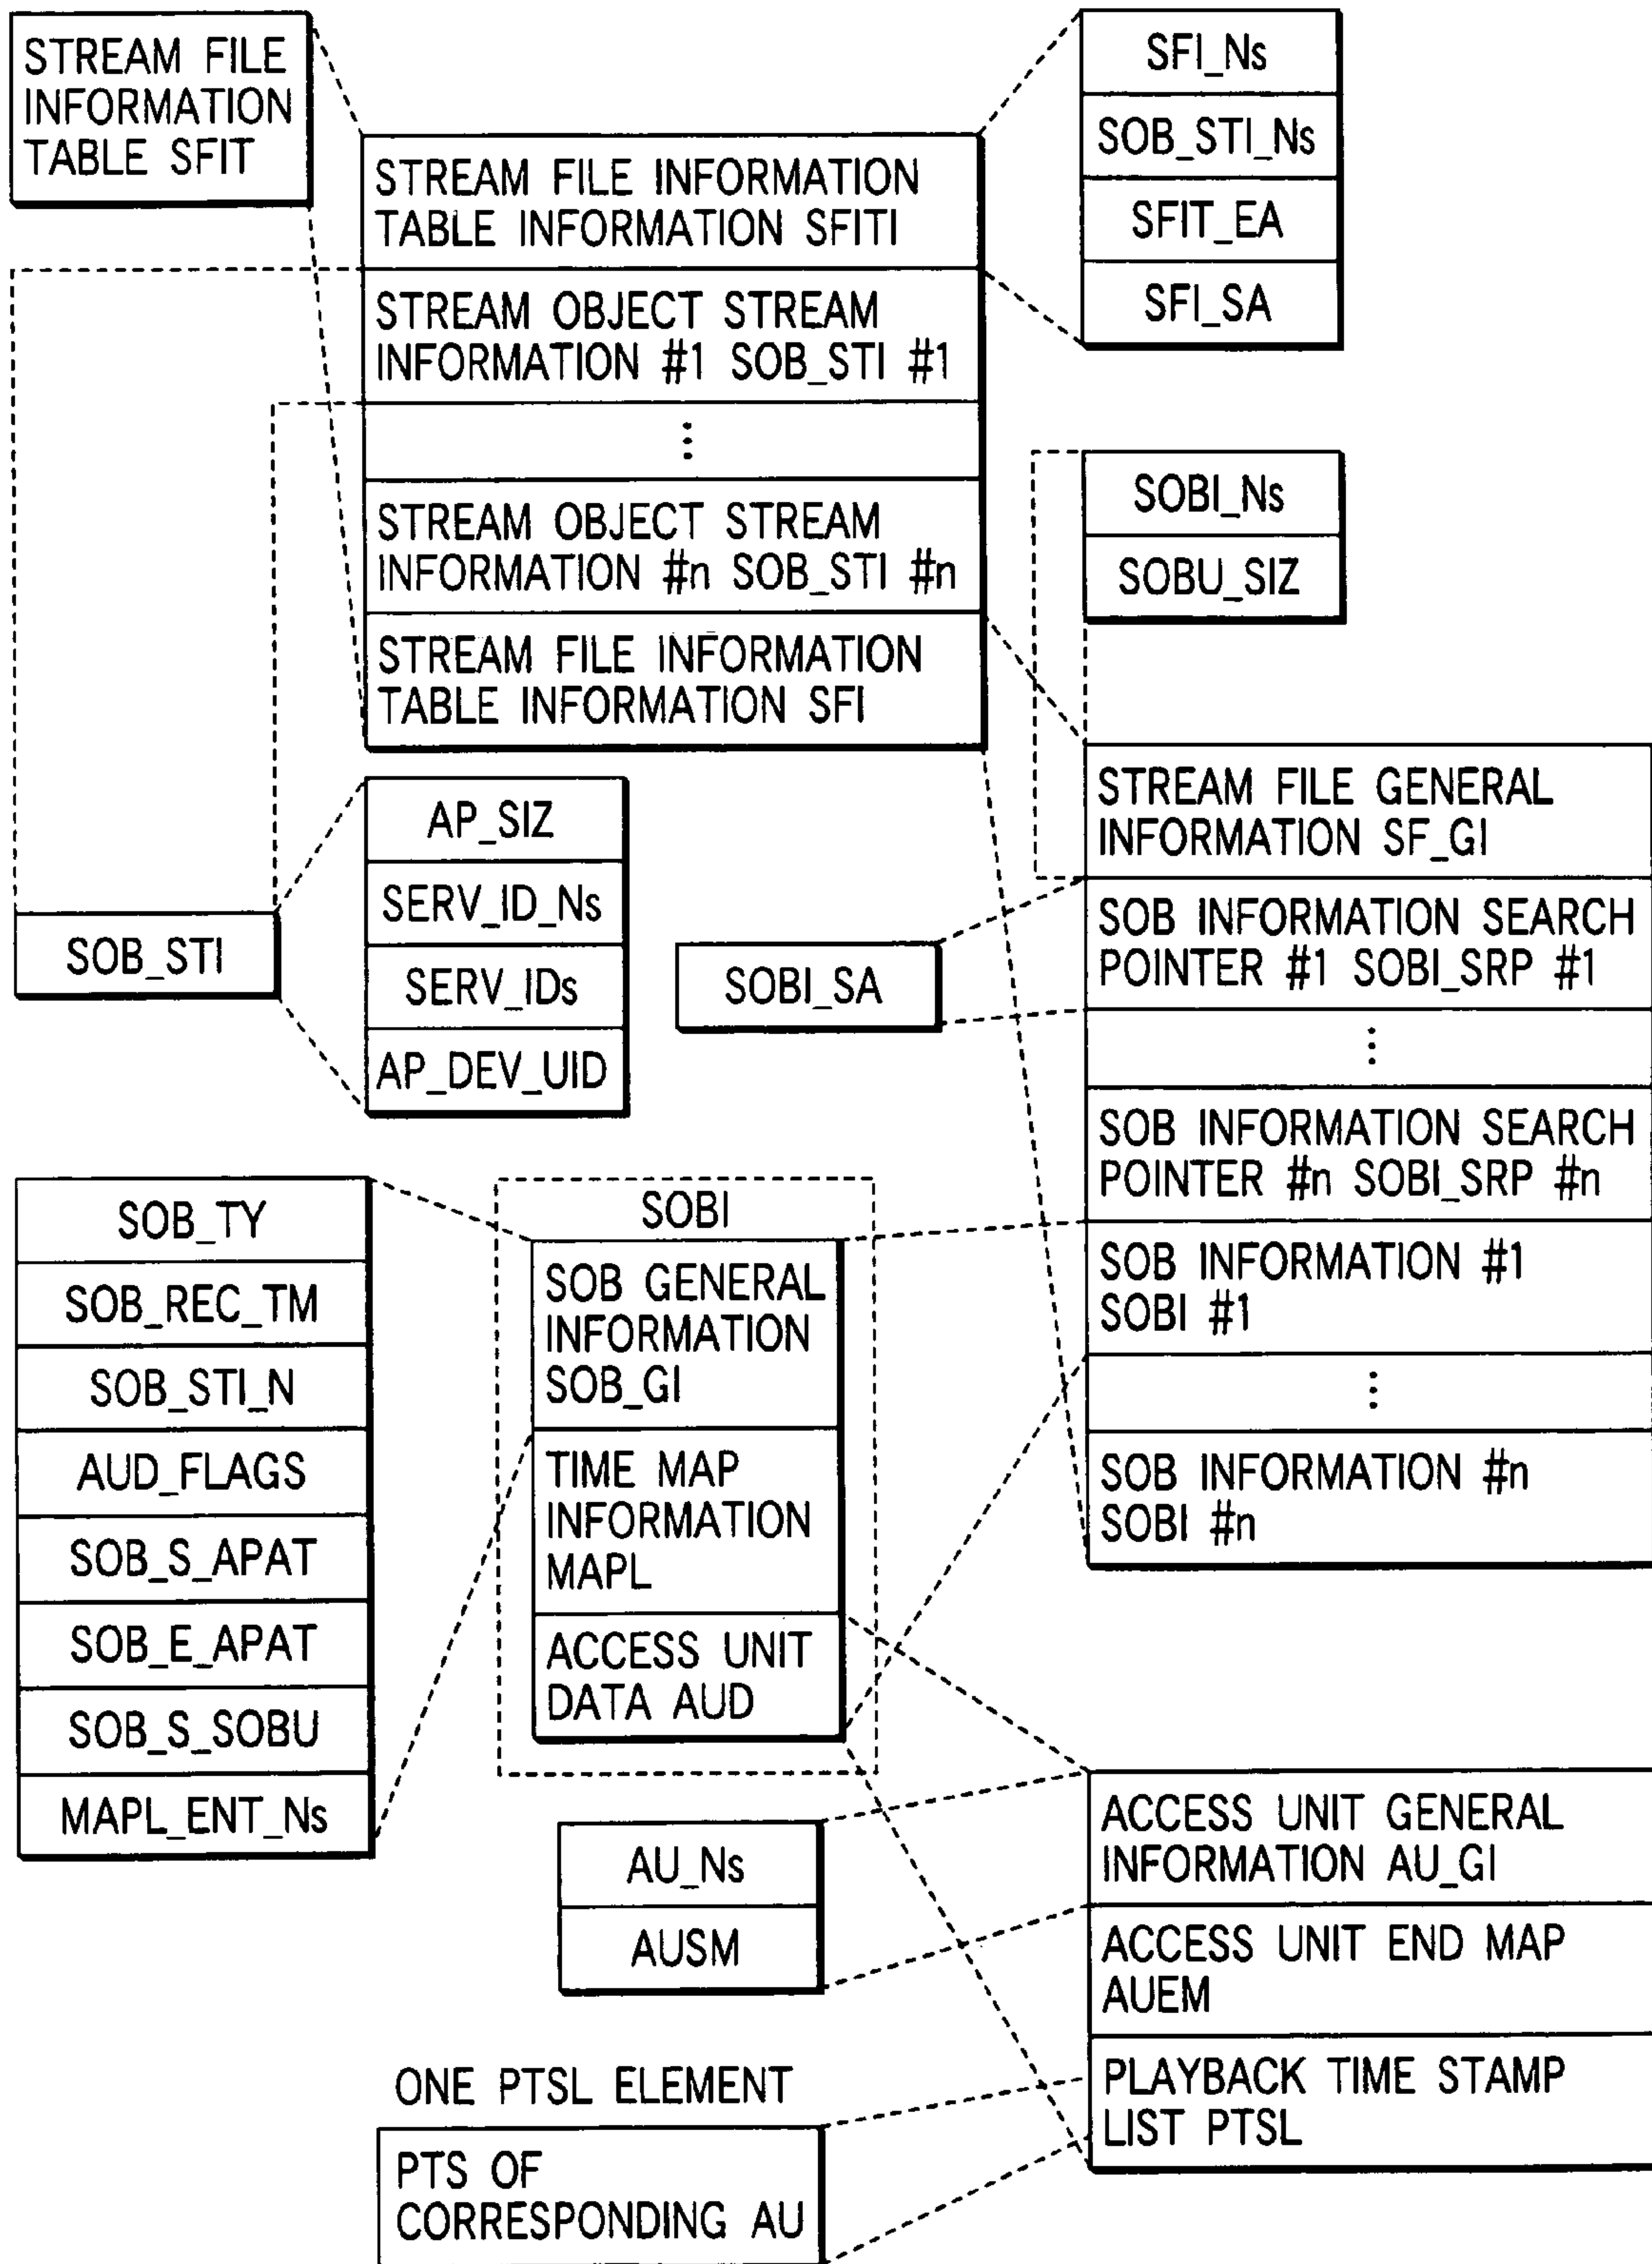 STREAM FILE
INFORMATION
TABLE SFIT
STREAM FILE INFORMATION
TABLE INFORMATION SFITI
STREAM OBJECT STREAM
INFORMATION #1 SOB_STI #1
⋮
STREAM OBJECT STREAM
INFORMATION #n SOB_STI #n
STREAM FILE INFORMATION
TABLE INFORMATION SFI
SFI_Ns
SOB_STI_Ns
SFIT_EA
SFI_SA
SOBI_Ns
SOBU_SIZ
STREAM FILE GENERAL
INFORMATION SF_GI
SOB INFORMATION SEARCH
POINTER #1 SOBI_SRP #1
⋮
SOB INFORMATION SEARCH
POINTER #n SOBI_SRP #n
SOB INFORMATION #1
SOBI #1
⋮
SOB INFORMATION #n
SOBI #n
SOB_STI
AP_SIZ
SERV_ID_Ns
SERV_IDs
AP_DEV_UID
SOBI_SA
SOB_TY
SOB_REC_TM
SOB_STI_N
AUD_FLAGS
SOB_S_APAT
SOB_E_APAT
SOB_S_SOBU
MAPL_ENT_Ns
SOBI
SOB GENERAL
INFORMATION
SOB_GI
TIME MAP
INFORMATION
MAPL
ACCESS UNIT
DATA AUD
AU_Ns
AUSM
ACCESS UNIT GENERAL
INFORMATION AU_GI
ACCESS UNIT END MAP
AUEM
PLAYBACK TIME STAMP
LIST PTSL
ONE PTSL ELEMENT
PTS OF
CORRESPONDING AU